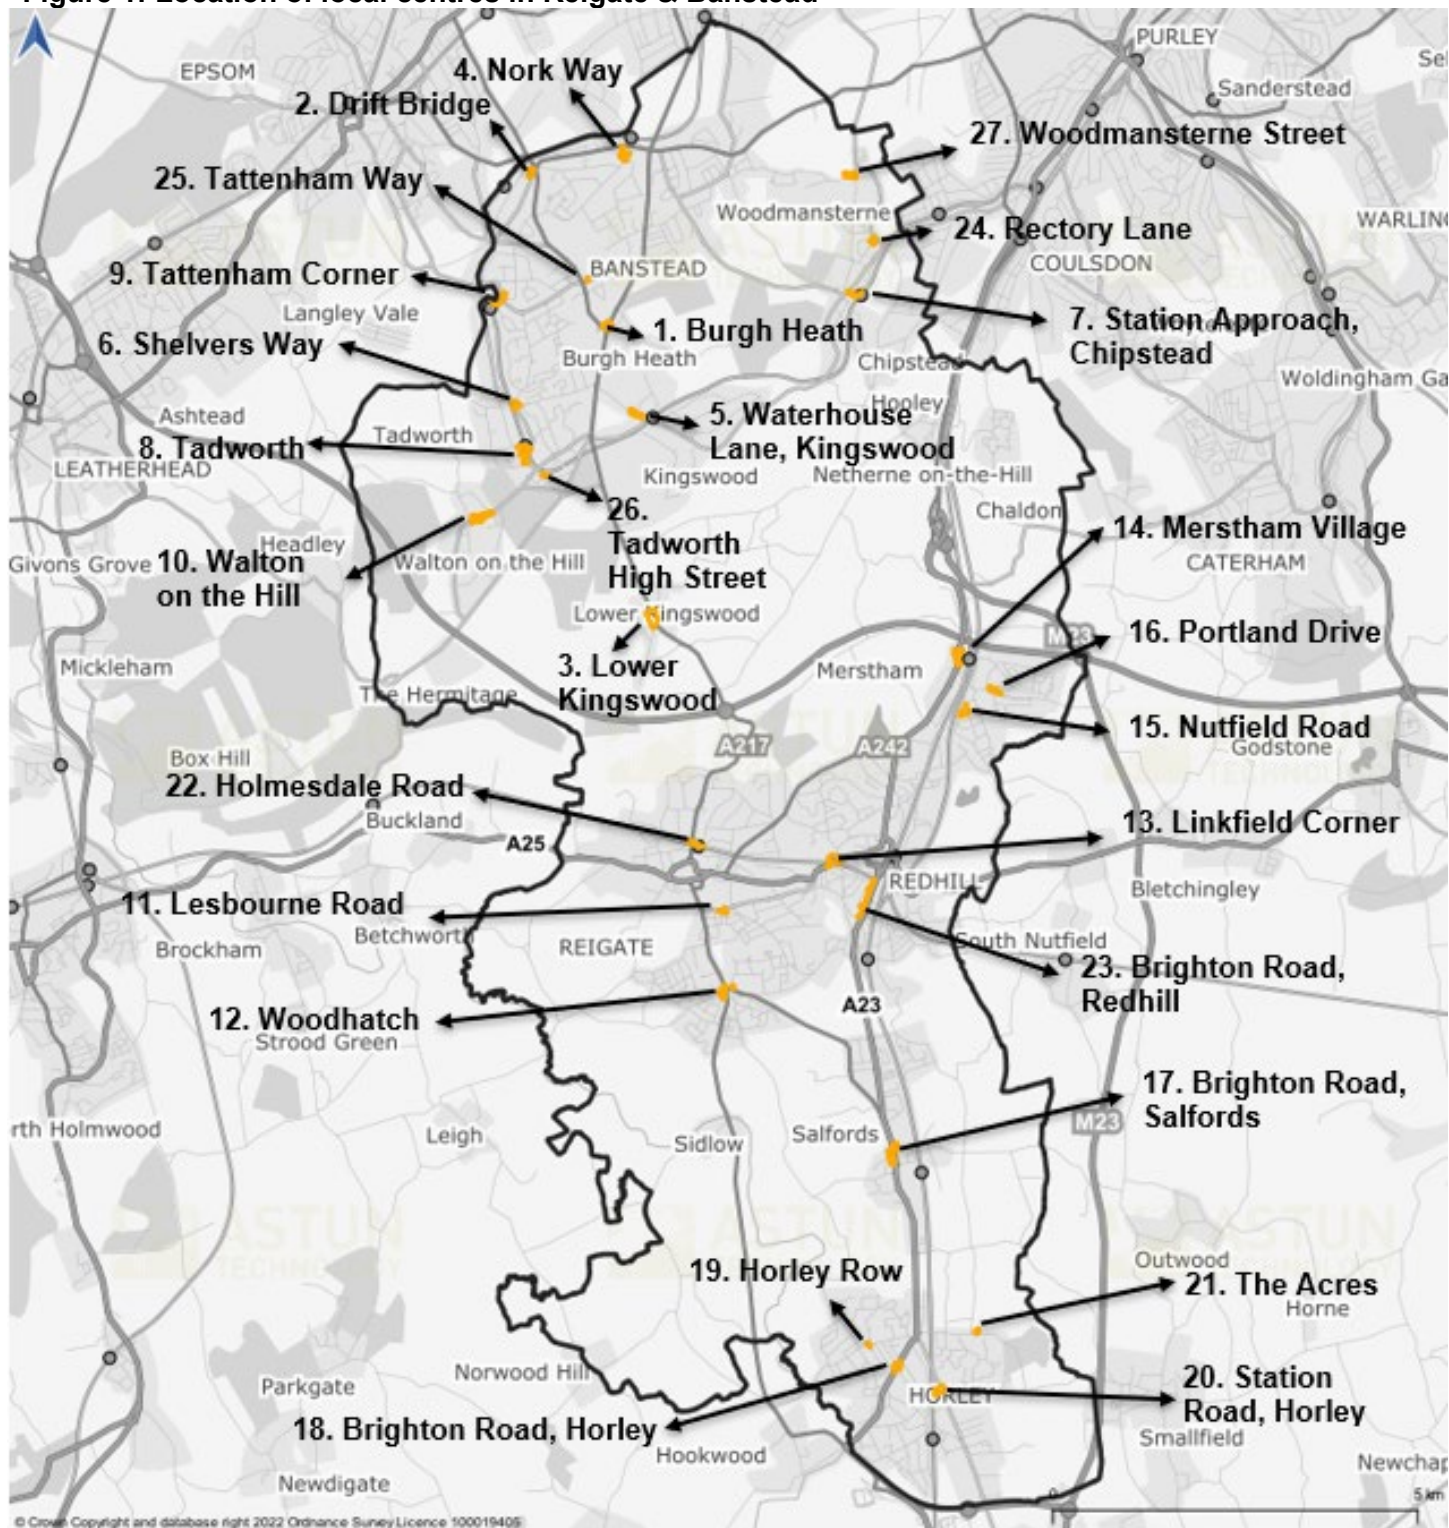 Figure 1: Location of local centres in Reigate & Banstead
PURLEY
EPSOM
4. Nork Way
Sanderstead
2. Drift Bridge
27. Woodmansterne Street
25. Tattenham Way
Woodmansterne
WARLING
24. Rectory Lane
COULSDON
9. Tattenham Corner
BANSTEAD
Langley Vale
7. Station Approach,
Chipstead
6. Shelvers Way
1. Burgh Heath
Burgh Heath
Chipstead
Woldingham Ga
Hooley
Ashtead
5. Waterhouse
Lane, Kingswood
Tadworth
8. Tadworth
LEATHERHEAD
Kingswood
Netherne on-the-Hill
26.
Tadworth
High Street
Chaldon
14. Merstham Village
Headley
Givons Grove
10. Walton
on the Hill
Walton on the Hill
CATERHAM
Lower Kingswood
M23
16. Portland Drive
3. Lower
Kingswood
Mickleham
Merstham
The Hermitage
15. Nutfield Road
A217
A242
Godstone
Box Hill
22. Holmesdale Road
Buckland
13. Linkfield Corner
A25
REDHILL
Bletchingley
11. Lesbourne Road
Betchworth
Brockham
REIGATE
South Nutfield
23. Brighton Road,
Redhill
A23
12. Woodhatch
Strood Green
17. Brighton Road,
Salfords
rth Holmwood
Leigh
Sidlow
Salfords
M23
ASTUN
TECHNOLOGY
19. Horley Row
Outwood
21. The Acres
Horne
Norwood Hill
Parkgate
20. Station
Road, Horley
HORLEY
18. Brighton Road, Horley
Hookwood
Smallfield
Newchap
Newdigate
0
5 km
© Crown Copyright and database right 2022 Ordnance Survey Licence 100019405